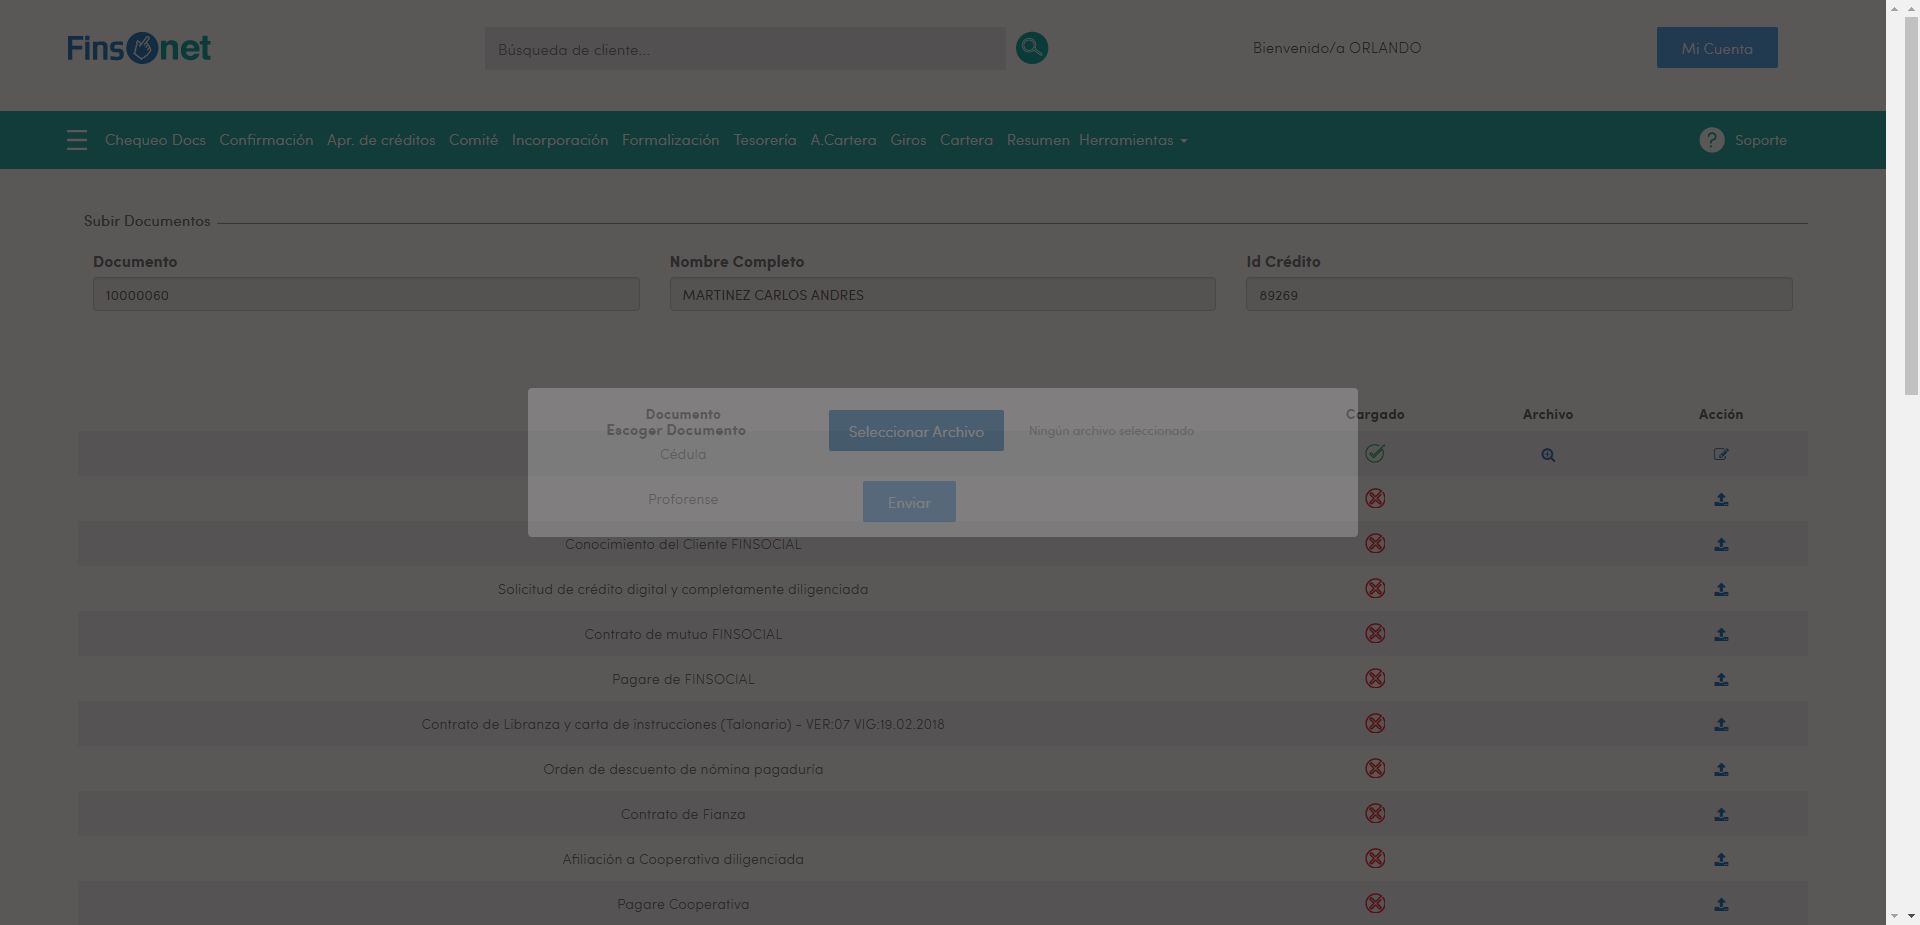 Finsonet
Búsqueda de cliente...
Bienvenido/a ORLANDO
Mi Cuenta
Chequeo Docs Confirmación Apr. de créditos Comité Incorporación Formalización Tesorería A.Cartera Giros Cartera Resumen Herramientas
? Soporte
Subir Documentos
Documento Nombre Completo Id Crédito
10000060 MARTINEZ CARLOS ANDRES 89269
Documento Cargado Archivo Acción
Escoger Documento Seleccionar Archivo Ningún archivo seleccionado
Cédula
Proforense
Enviar
Conocimiento del Cliente FINSOCIAL
Solicitud de crédito digital y completamente diligenciada
Contrato de mutuo FINSOCIAL
Pagare de FINSOCIAL
Contrato de Libranza y carta de instrucciones (Talonario) - VER:07 VIG:19.02.2018
Orden de descuento de nómina pagaduría
Contrato de Fianza
Afiliación a Cooperativa diligenciada
Pagare Cooperativa